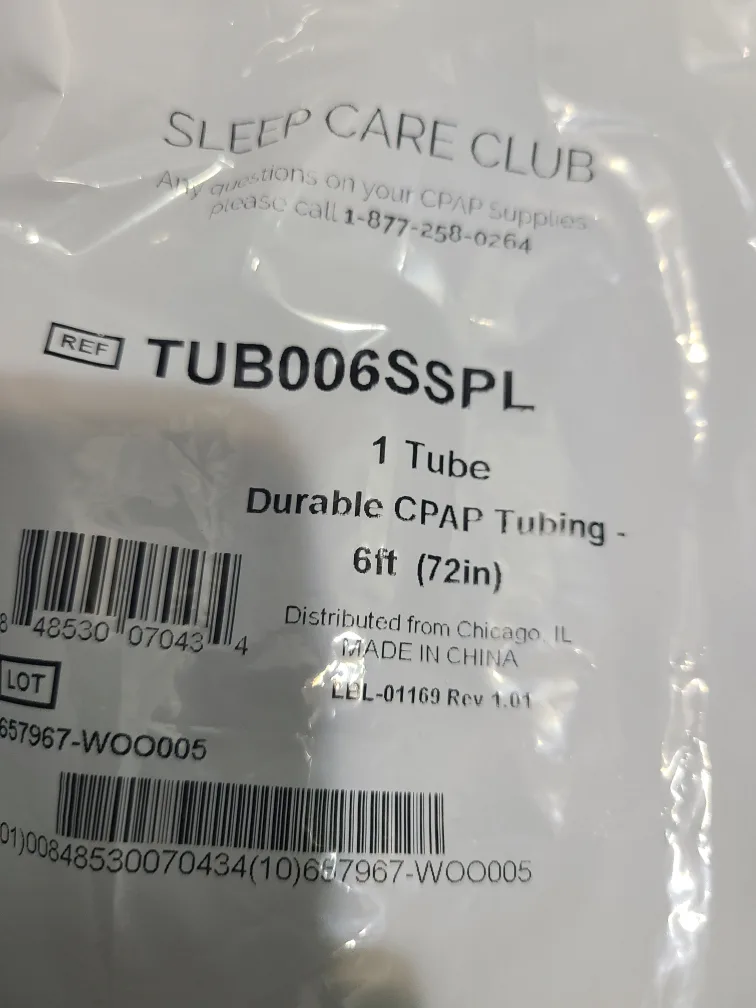 SLEEP CARE CLUB
Any questions on your CPAP Supplies
please call 1-877-258-0264
REF TUB006SSPL
1 Tube
Durable CPAP Tubing -
6ft (72in)
8 48530 07043 4
Distributed from Chicago, IL
MADE IN CHINA
LBL-01169 Rev 1.01
LOT
657967-WOO005
01)00848530070434(10)657967-WOO005